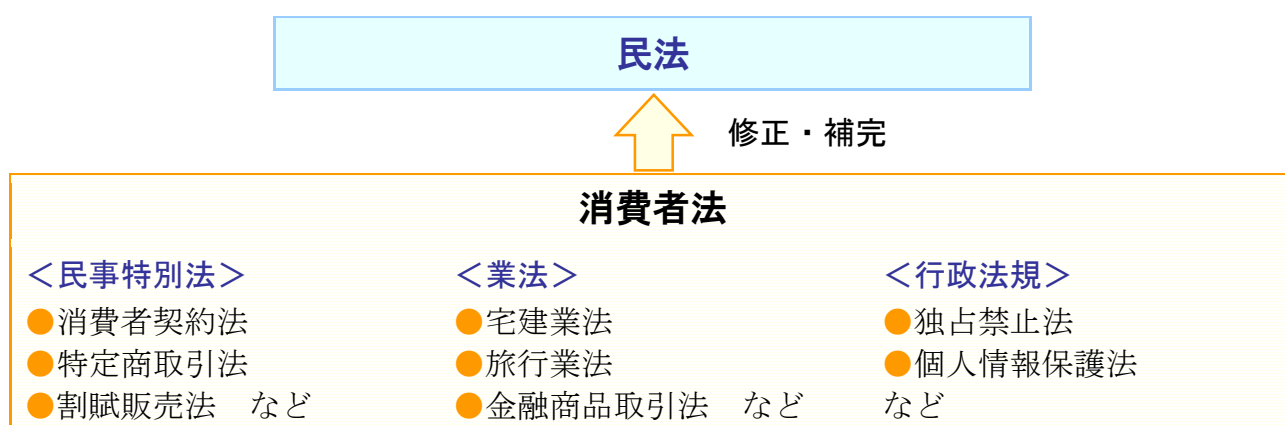 民法
修正・補完
消費者法
＜民事特別法＞
●消費者契約法
●特定商取引法
●割賦販売法　など
＜業法＞
●宅建業法
●旅行業法
●金融商品取引法　など
＜行政法規＞
●独占禁止法
●個人情報保護法
など